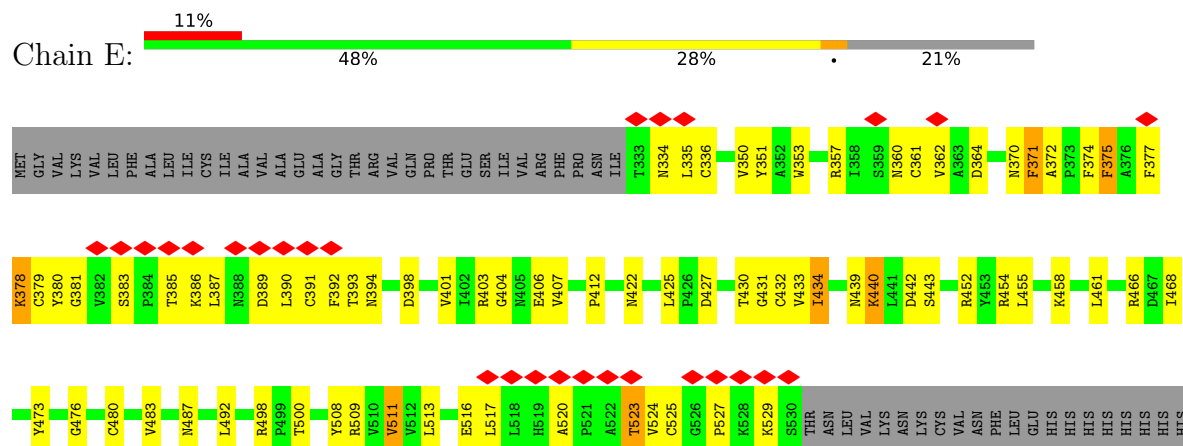 11%
Chain E:
48% 28% • 21%
MET GLY VAL LYS VAL LEU PHE ALA LEU ILE CYS ILE ALA VAL ALA GLU ALA GLY THR ARG VAL GLN PRO THR GLU SER ILE VAL ARG PHE PRO PRO ASN ILE T333 N334 L335 C336 V350 Y351 A352 W353 R357 I358 S359 N360 C361 V362 A363 D364 N370 F371 A372 P373 F374 F375 A376 F377
K378 C379 Y380 G381 V382 S383 P384 T385 K386 L387 N388 D389 L390 C391 F392 T393 N394 D398 V401 I402 R403 G404 N405 E406 V407 P412 N422 L425 P426 D427 T430 G431 C432 V433 I434 N439 K440 L441 D442 S443 R452 Y453 R454 L455 K458 L461 R466 D467 I468
Y473 G476 C480 V483 N487 L492 R498 P499 T500 Y508 R509 V510 V511 V512 L513 E516 L517 L518 H519 A520 P521 A522 T523 V524 C525 G526 P527 K528 K529 S530 THR ASN LEU VAL LYS ASN LYS CYS VAL ASN PHE LEU GLU HIS HIS HIS HIS HIS HIS HIS HIS